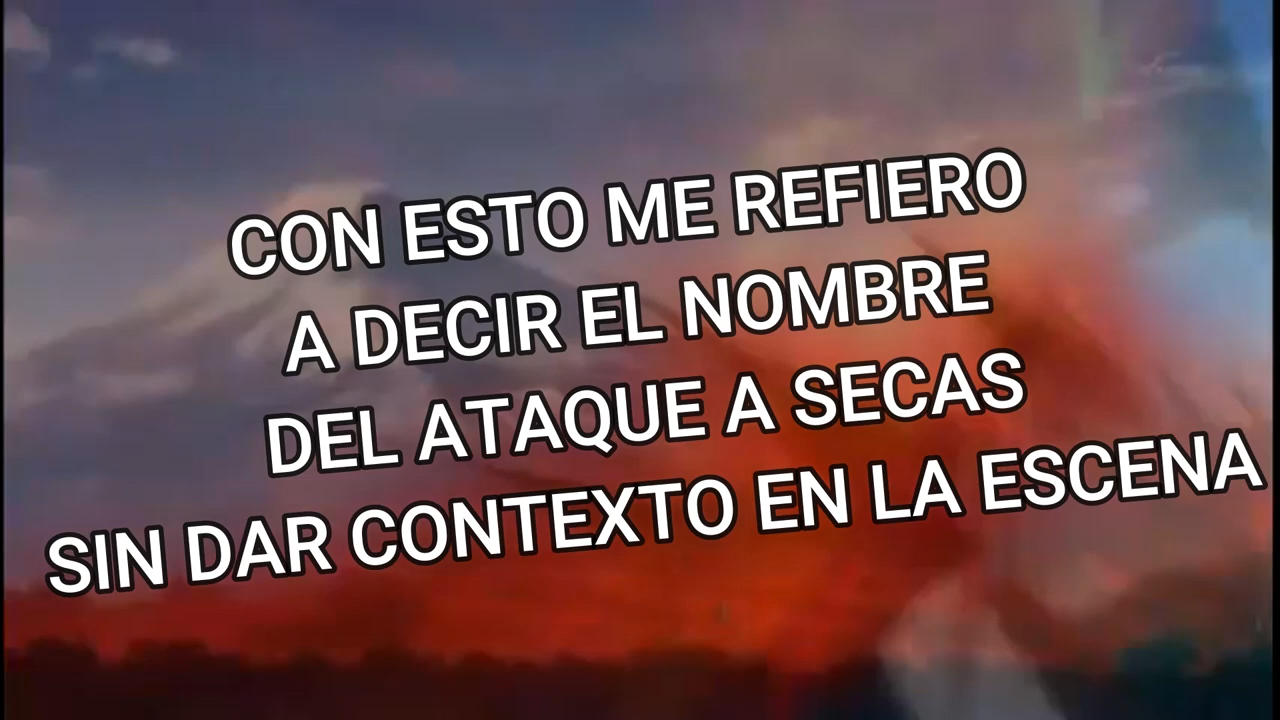 CON ESTO ME REFIERO
A DECIR EL NOMBRE
DEL ATAQUE A SECAS
SIN DAR CONTEXTO EN LA ESCENA